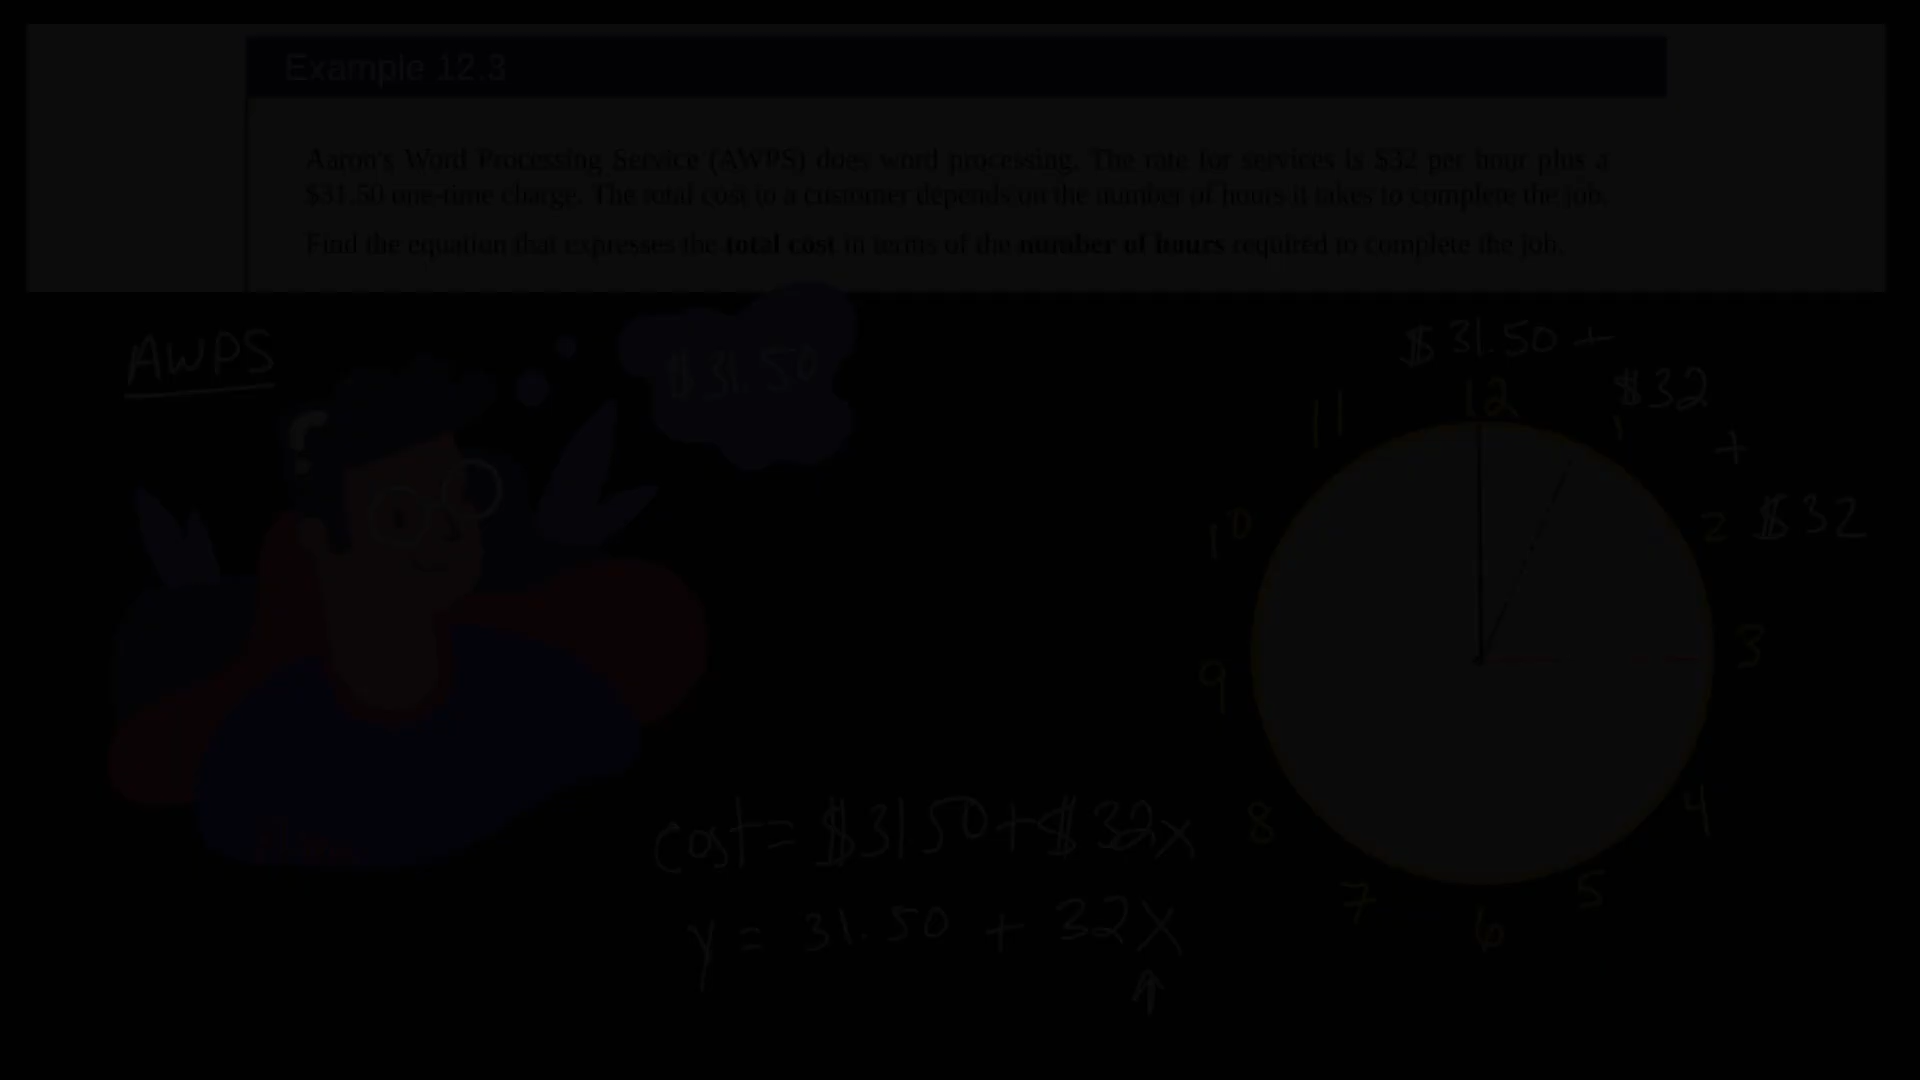 Example 12.3
Aaron's Word Processing Service (AWPS) does word processing. The rate for services is $32 per hour plus a
$31.50 one-time charge. The total cost to a customer depends on the number of hours it takes to complete the job.
Find the equation that expresses the total cost in terms of the number of hours required to complete the job.
AWPS
$31.50
$31.50 +
$32
+
$32
12
1
2
3
4
5
6
7
8
9
10
11
cost = $31.50 + $32x
y = 31.50 + 32x